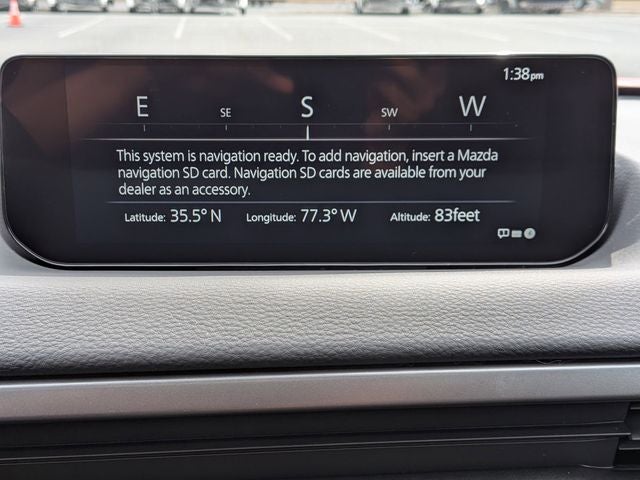 1:38pm
E SE S SW W
This system is navigation ready. To add navigation, insert a Mazda
navigation SD card. Navigation SD cards are available from your
dealer as an accessory.
Latitude: 35.5° N Longitude: 77.3° W Altitude: 83feet